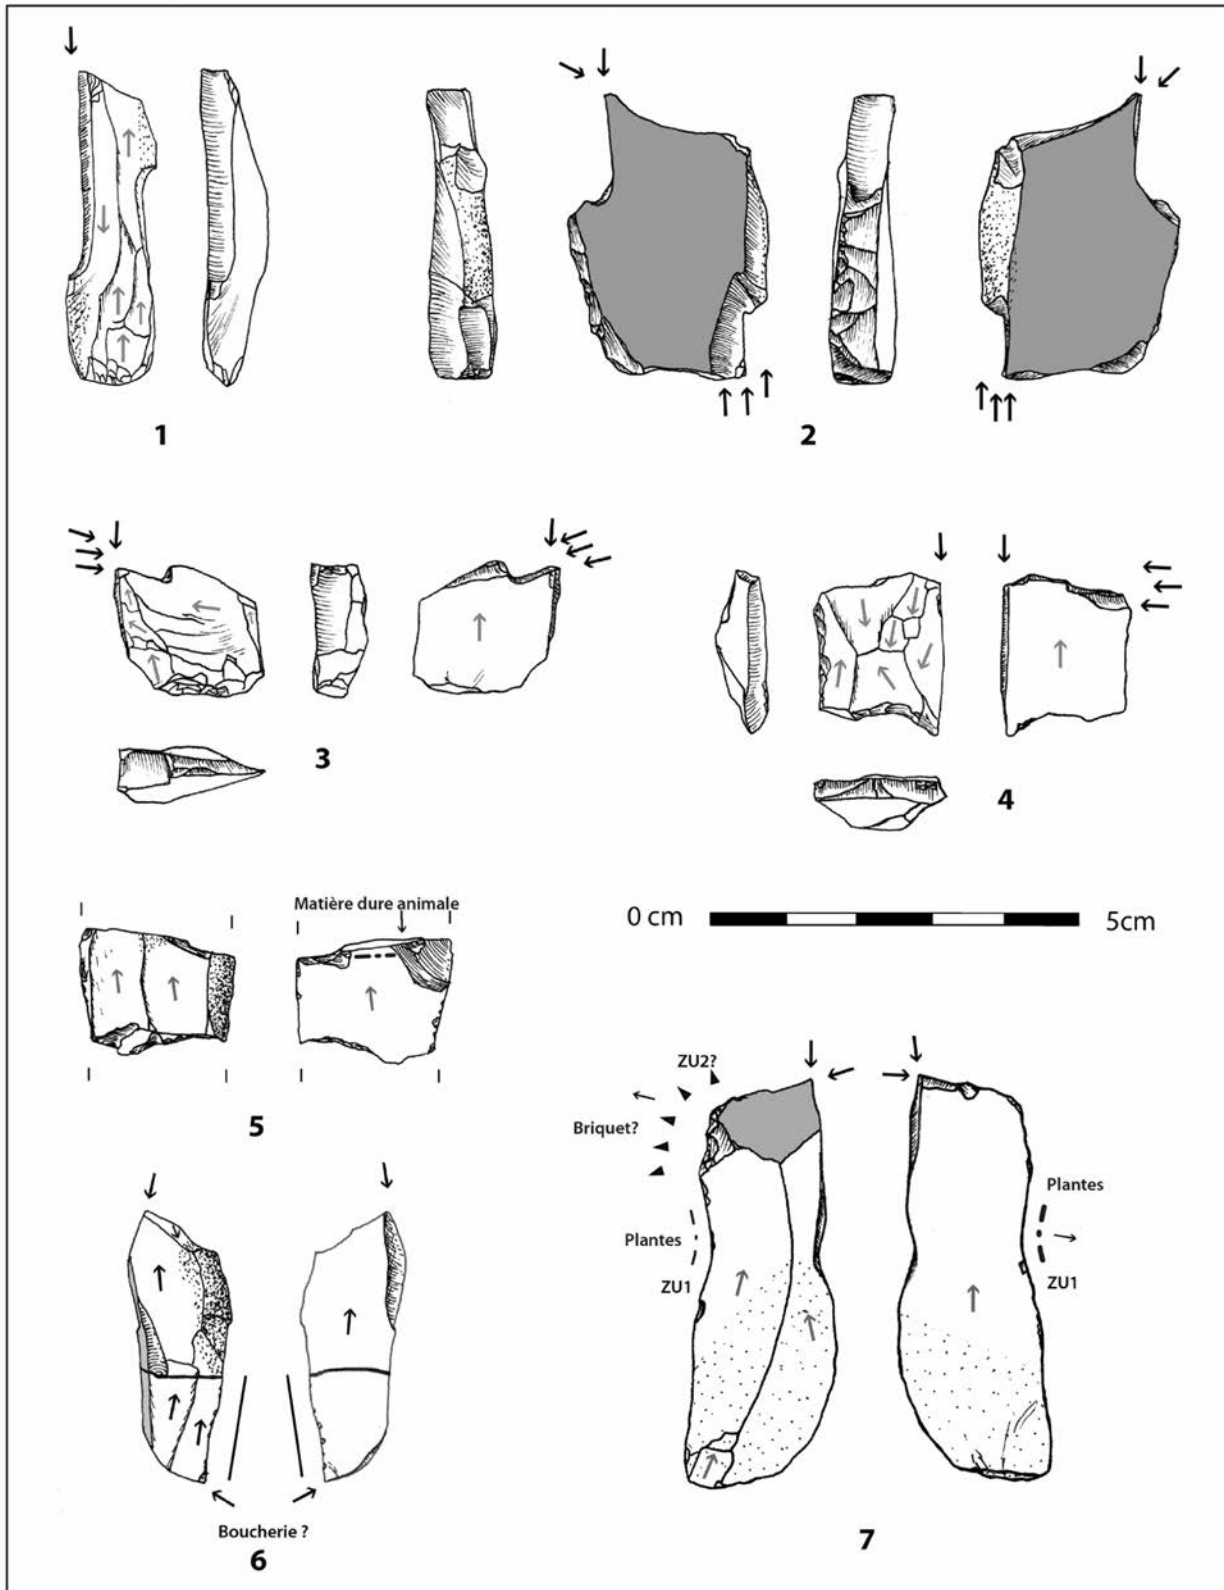 1
2
3
4
Matière dure animale
0 cm
5cm
5
ZU2?
Briquet?
Plantes
ZU1
Plantes
ZU1
Boucherie ?
6
7